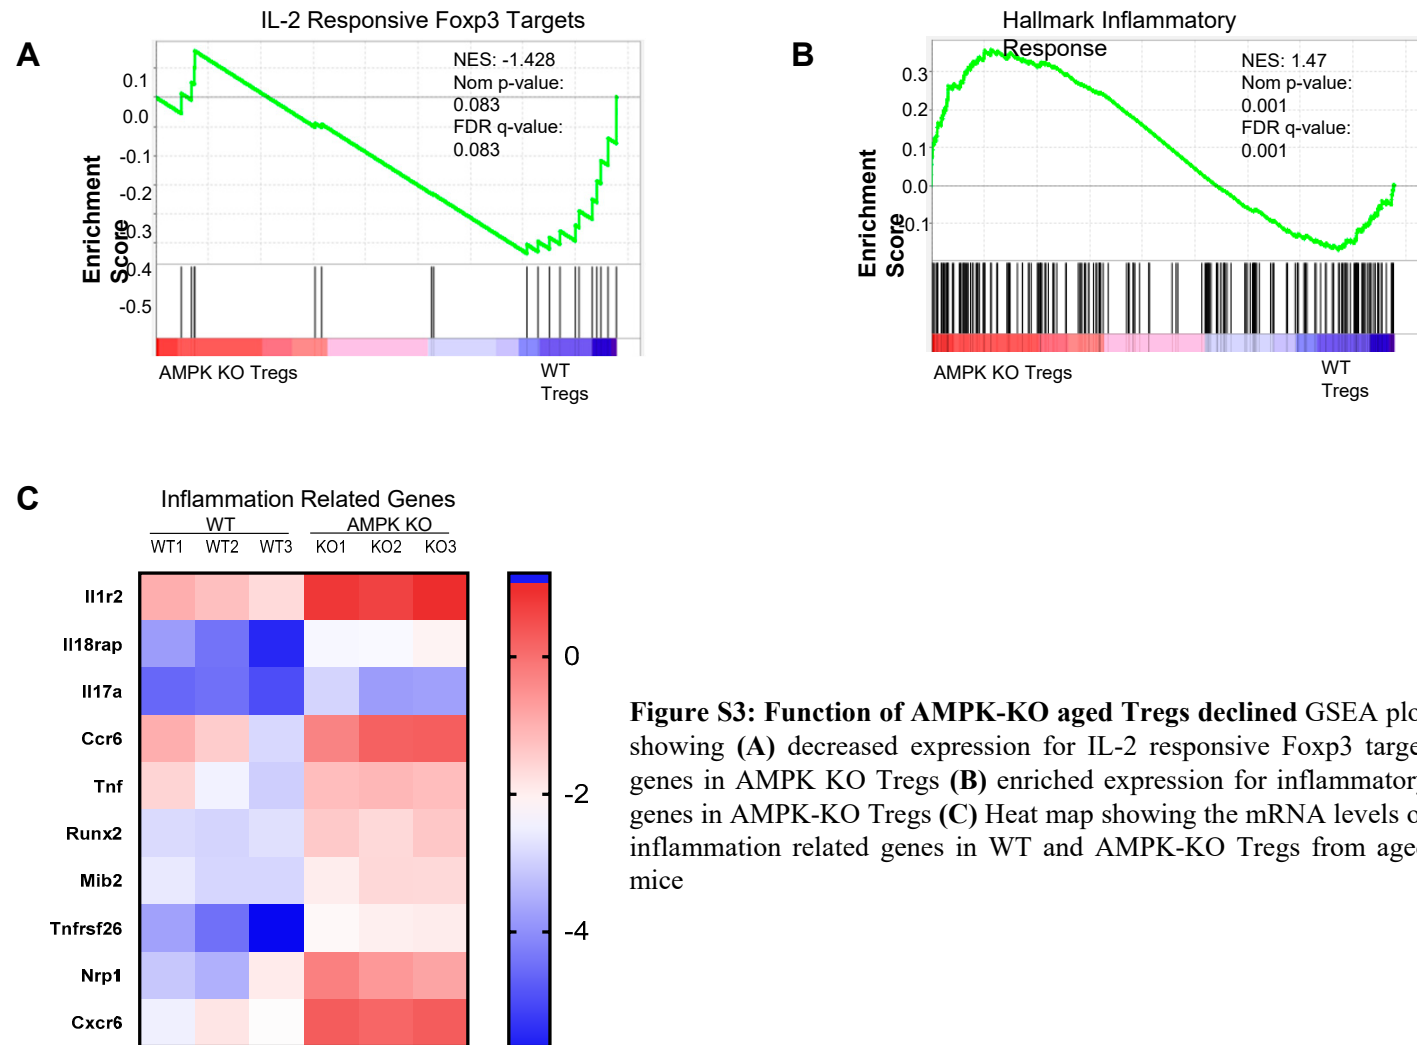 IL-2 Responsive Foxp3 Targets
A
NES: -1.428
Nom p-value:
0.083
FDR q-value:
0.083
0.1
0.0
-0.1
-0.2
-0.3
-0.4
-0.5
Enrichment
Score
AMPK KO Tregs
WT
Tregs
Hallmark Inflammatory
Response
B
NES: 1.47
Nom p-value:
0.001
FDR q-value:
0.001
0.3
0.2
0.1
0.0
-0.1
Enrichment
Score
AMPK KO Tregs
WT
Tregs
C
Inflammation Related Genes
WT AMPK KO
WT1 WT2 WT3 KO1 KO2 KO3
Il1r2
Il18rap
Il17a
Ccr6
Tnf
Runx2
Mib2
Tnfrsf26
Nrp1
Cxcr6
0
-2
-4
Figure S3: Function of AMPK-KO aged Tregs declined GSEA plo
showing (A) decreased expression for IL-2 responsive Foxp3 targe
genes in AMPK KO Tregs (B) enriched expression for inflammatory
genes in AMPK-KO Tregs (C) Heat map showing the mRNA levels o
inflammation related genes in WT and AMPK-KO Tregs from aged
mice